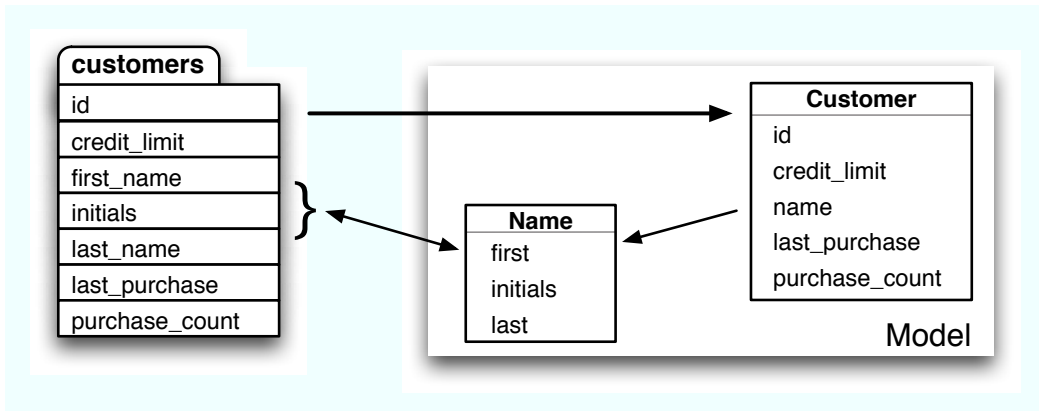 customers
id
credit_limit
first_name
initials
last_name
last_purchase
purchase_count
Name
first
initials
last
Customer
id
credit_limit
name
last_purchase
purchase_count
Model